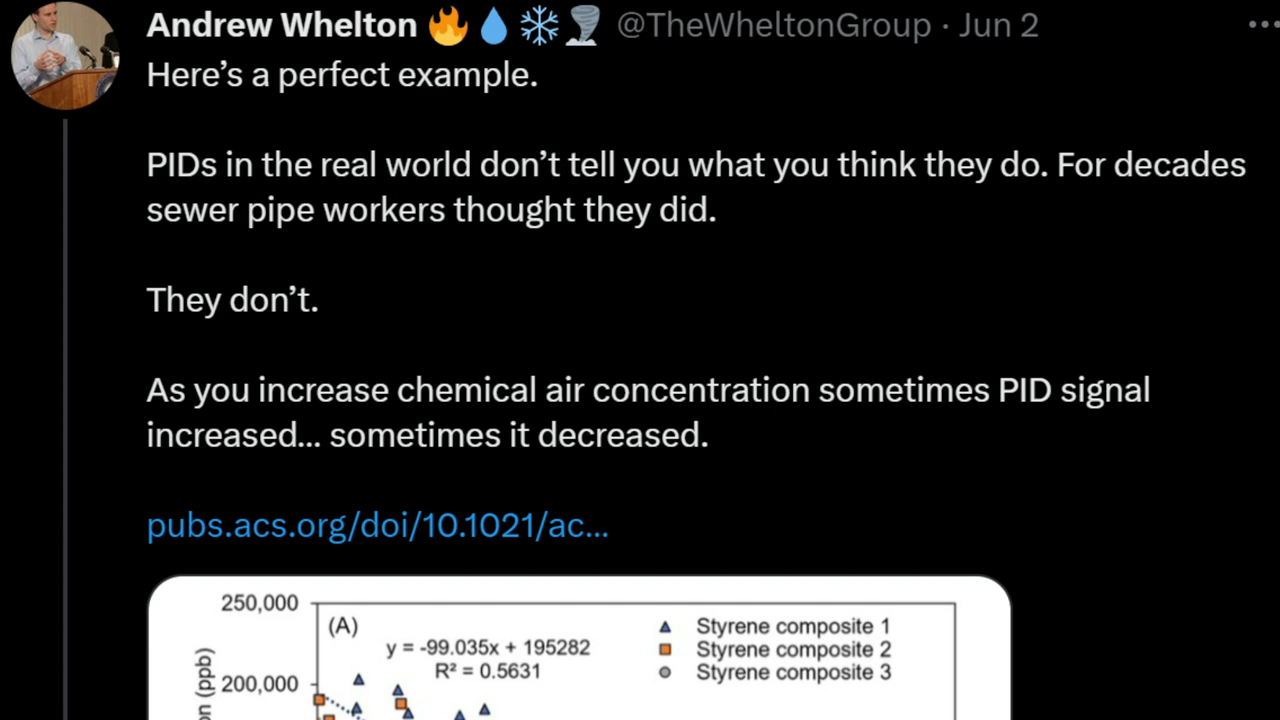 Andrew Whelton 🔥💧❄️🌪️ @TheWheltonGroup · Jun 2
Here’s a perfect example.
PIDs in the real world don’t tell you what you think they do. For decades
sewer pipe workers thought they did.
They don’t.
As you increase chemical air concentration sometimes PID signal
increased... sometimes it decreased.
pubs.acs.org/doi/10.1021/ac...
250,000
(A)
y = -99.035x + 195282
R² = 0.5631
Styrene composite 1
Styrene composite 2
Styrene composite 3
200,000
(ppb)